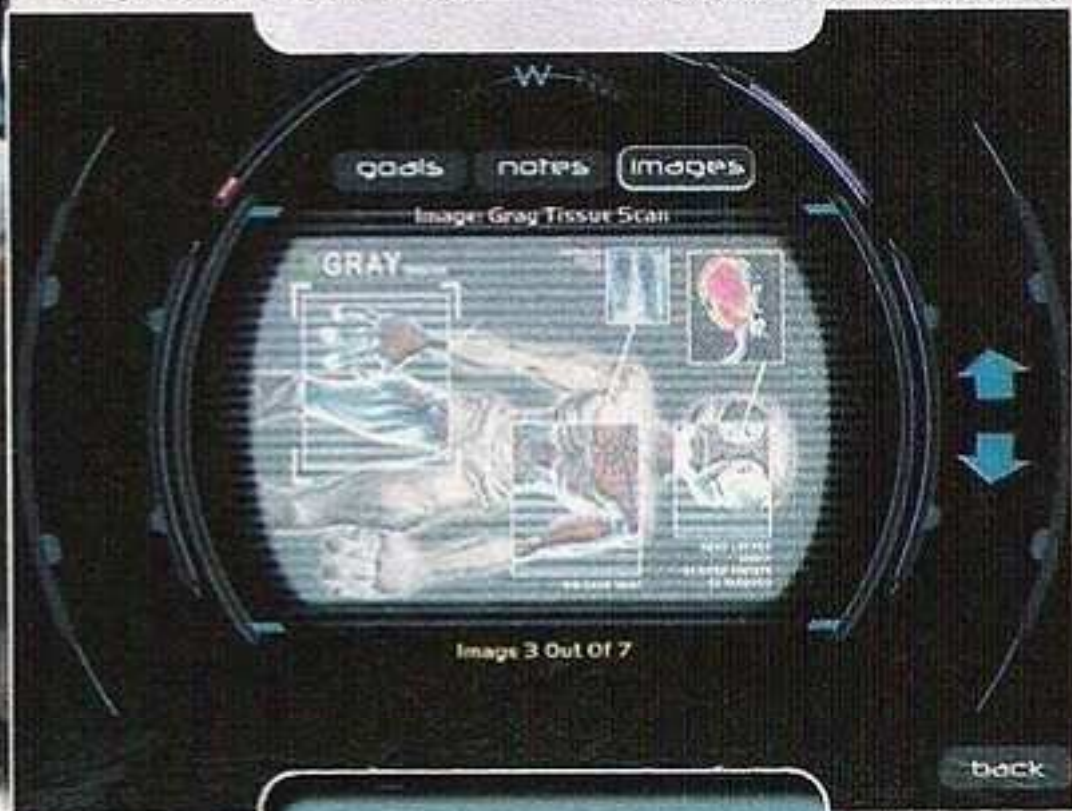 W
goals notes images
Image: Gray Tissue Scan
GRAY
Image 3 Out Of 7
back